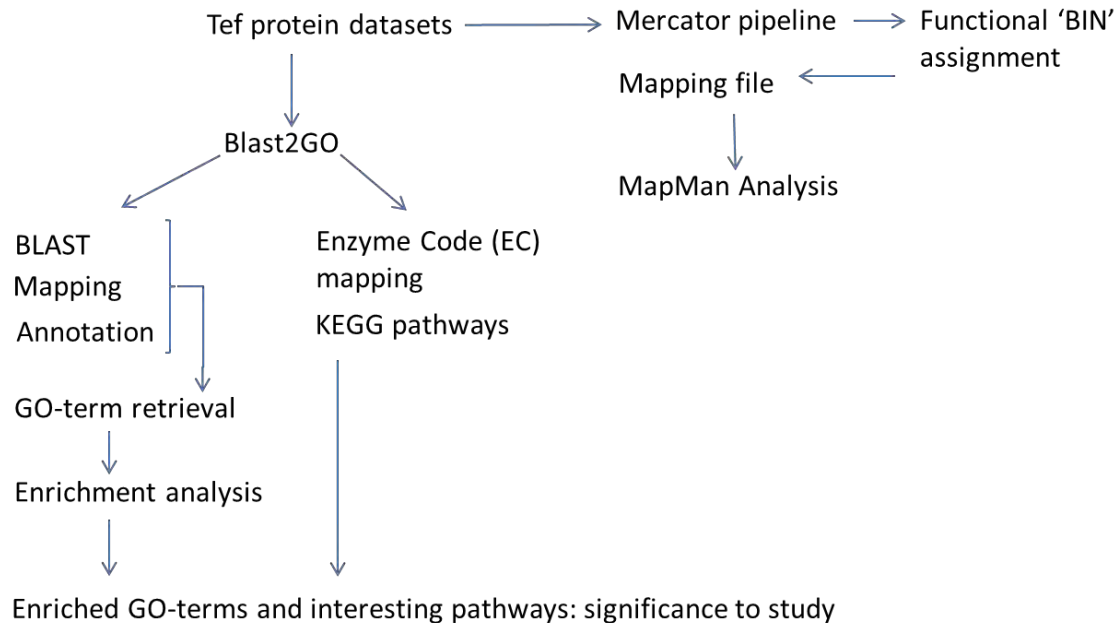 Tef protein datasets
Mercator pipeline
Functional ‘BIN’
assignment
Mapping file
MapMan Analysis
Blast2GO
BLAST
Mapping
Annotation
Enzyme Code (EC)
mapping
KEGG pathways
GO-term retrieval
Enrichment analysis
Enriched GO-terms and interesting pathways: significance to study